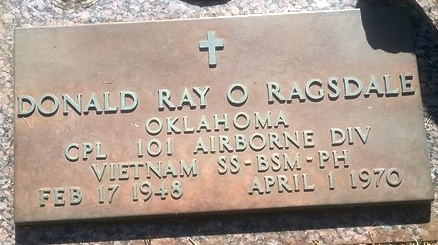 DONALD RAY O RAGSDALE
OKLAHOMA
CPL 101 AIRBORNE DIV
VIETNAM SS-BSM-PH
FEB 17 1948 APRIL 1 1970